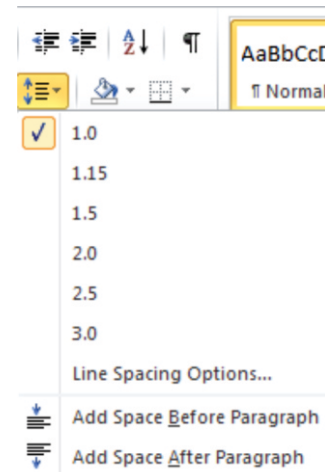 AaBbCcD
¶ Normal
✓ 1.0
1.15
1.5
2.0
2.5
3.0
Line Spacing Options...
Add Space Before Paragraph
Add Space After Paragraph